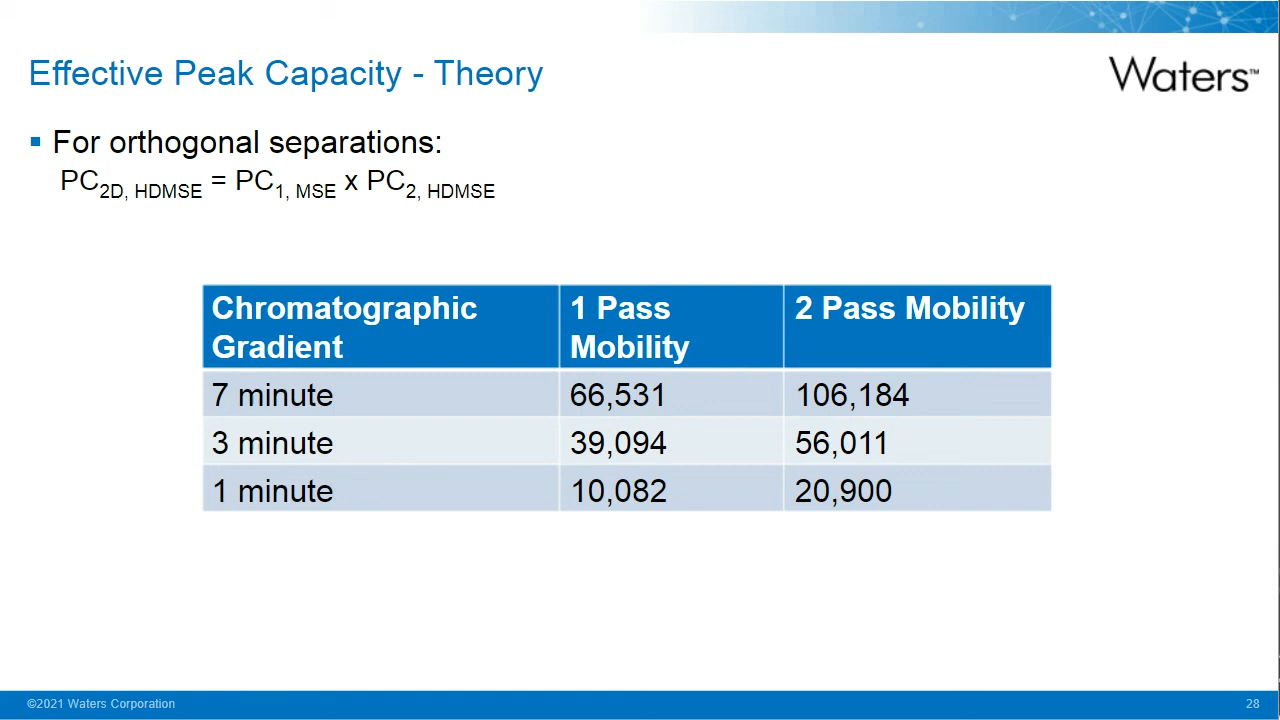 Effective Peak Capacity - Theory
Waters™
▪ For orthogonal separations:
PC2D, HDMSE = PC1, MSE x PC2, HDMSE
Chromatographic Gradient 1 Pass Mobility 2 Pass Mobility
7 minute 66,531 106,184
3 minute 39,094 56,011
1 minute 10,082 20,900
©2021 Waters Corporation 28